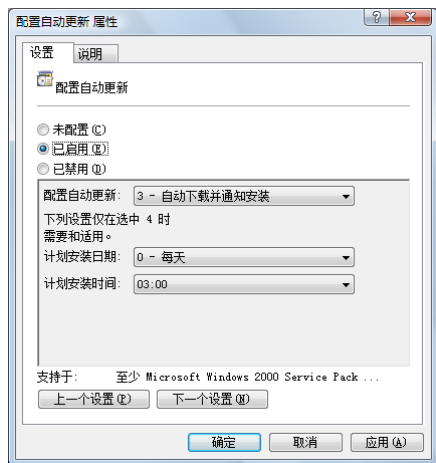 配置自动更新 属性
设置 说明
配置自动更新
未配置(C)
已启用(E)
已禁用(D)
配置自动更新: 3 - 自动下载并通知安装
下列设置仅在选中 4 时
需要和适用。
计划安装日期: 0 - 每天
计划安装时间: 03:00
支持于: 至少 Microsoft Windows 2000 Service Pack ...
上一个设置(P) 下一个设置(N)
确定 取消 应用(A)